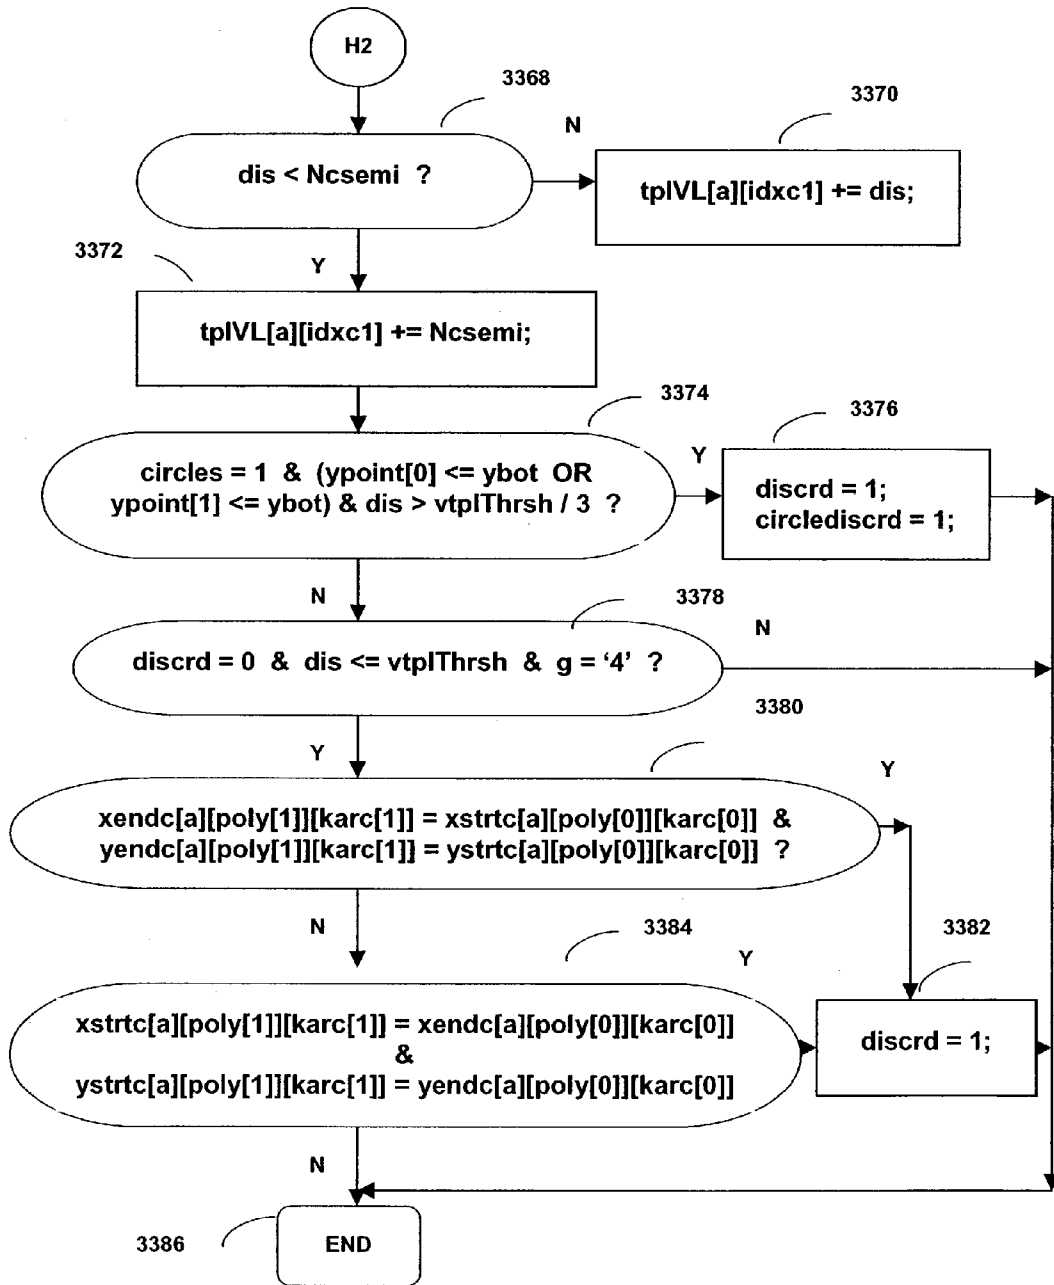 H2
3368
dis < Ncsemi ?
N
3370
tplVL[a][idxc1] += dis;
3372
Y
tplVL[a][idxc1] += Ncsemi;
3374
circles = 1 & (ypoint[0] <= ybot OR
ypoint[1] <= ybot) & dis > vtplThrsh / 3 ?
Y
3376
discrd = 1;
circlediscrd = 1;
N
3378
discrd = 0 & dis <= vtplThrsh & g = ‘4’ ?
N
3380
Y
xendc[a][poly[1]][karc[1]] = xstrtc[a][poly[0]][karc[0]] &
yendc[a][poly[1]][karc[1]] = ystrtc[a][poly[0]][karc[0]] ?
Y
N
3384
Y
3382
xstrtc[a][poly[1]][karc[1]] = xendc[a][poly[0]][karc[0]]
&
ystrtc[a][poly[1]][karc[1]] = yendc[a][poly[0]][karc[0]]
discrd = 1;
N
3386
END